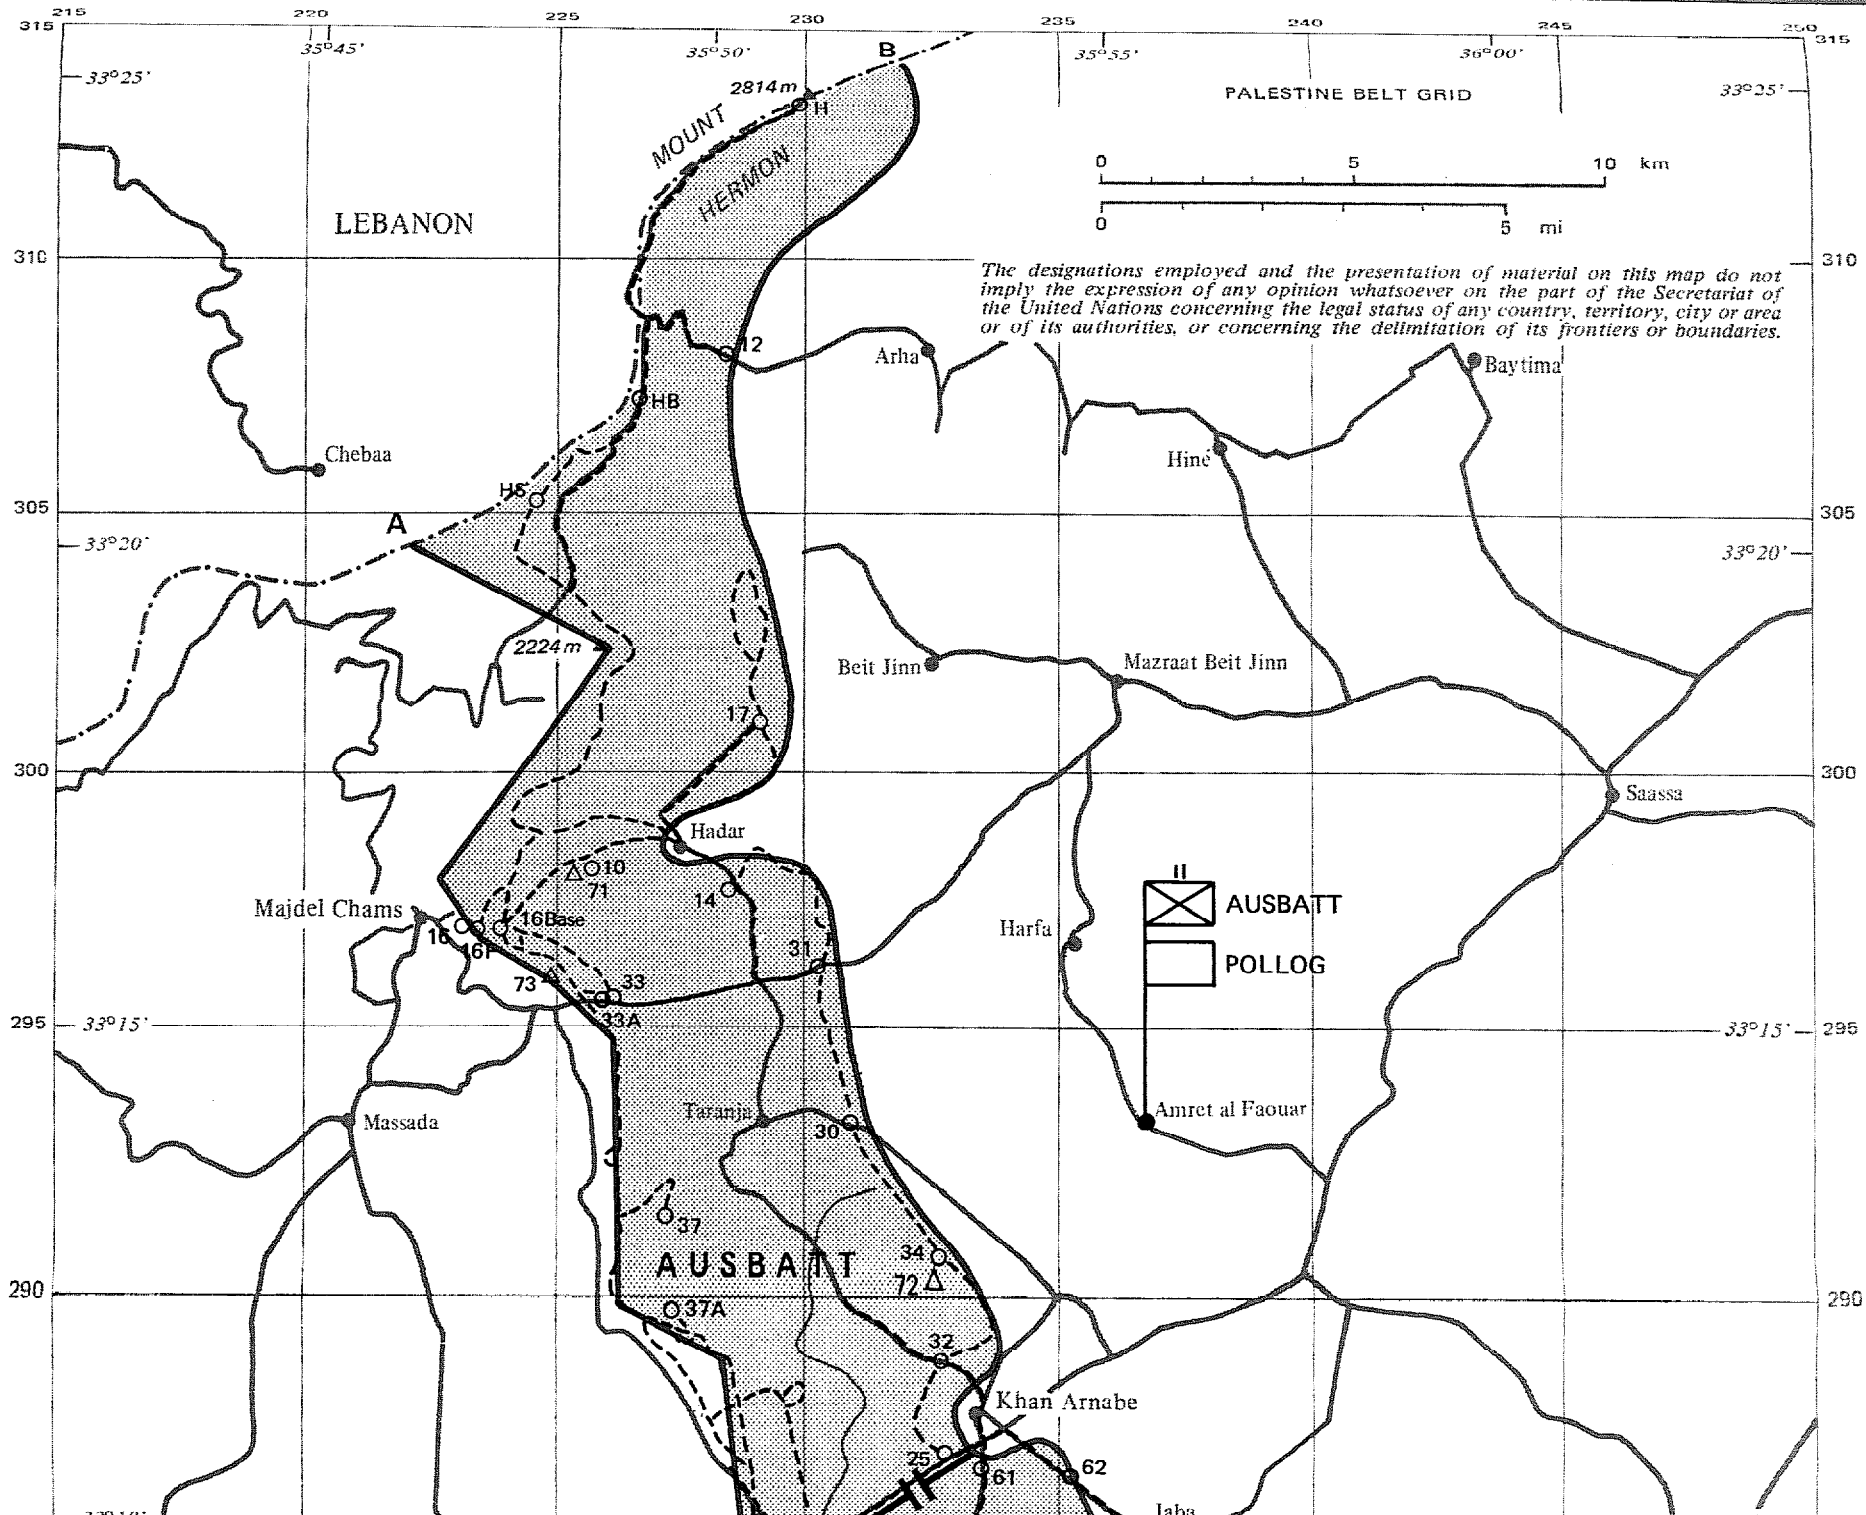 215 220 225 230 235 240 245 250
315 35°45' 35°50' 35°55' 36°00' 315
B
33°25' 2814m H PALESTINE BELT GRID 33°25'
MOUNT
HERMON
0 5 10 km
0 5 mi
LEBANON
310 310
The designations employed and the presentation of material on this map do not
imply the expression of any opinion whatsoever on the part of the Secretariat of
the United Nations concerning the legal status of any country, territory, city or area
or of its authorities, or concerning the delimitation of its frontiers or boundaries.
12 Arha Baytima
HB
Chebaa Hiné
HS
305 A 305
33°20' 33°20'
2224m Beit Jinn Mazraat Beit Jinn
17
300 300
Saassa
Hadar
10
71 14
II
Majdel Chams 16 16Base AUSBATT
16F 31 Harfa
73 33 POLLOG
33A
295 33°15' 33°15' 295
Massada Taranja 30 Amret al Faouar
37
AUSBATT 34
72
290 37A 290
32
Khan Arnabe
25 61 62
Jaba